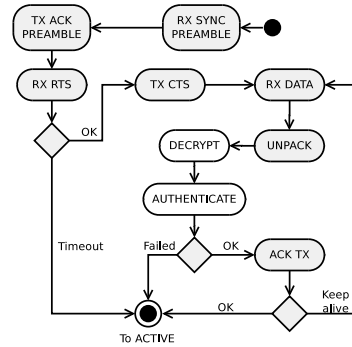 TX ACK
PREAMBLE
RX SYNC
PREAMBLE
RX RTS
TX CTS
RX DATA
OK
DECRYPT
UNPACK
AUTHENTICATE
Timeout
Failed
OK
ACK TX
OK
Keep
alive
To ACTIVE